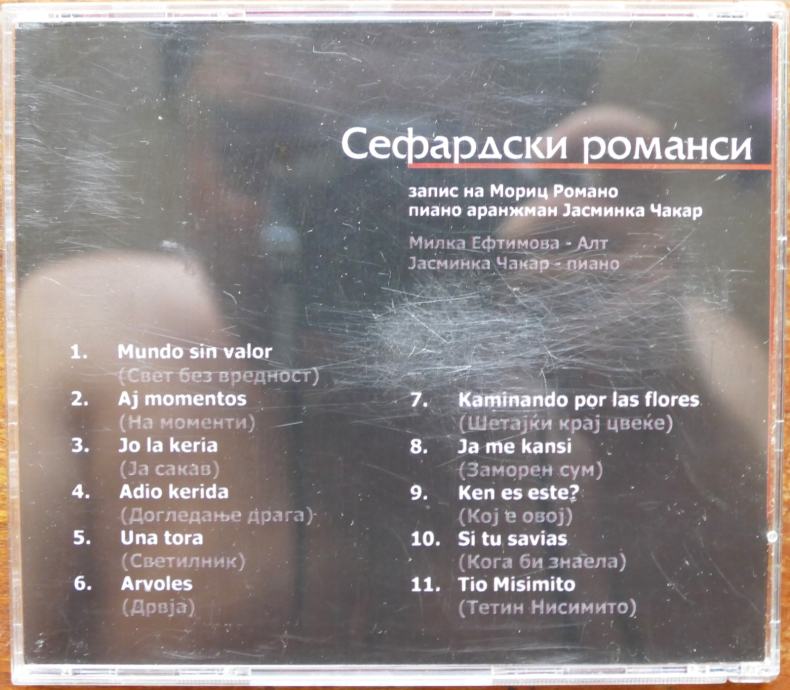 Сефардски романси
запис на Мориц Романо
пиано аранжман Јасминка Чакар
Милка Ефтимова - Алт
Јасминка Чакар - пиано
1. Mundo sin valor
(Свет без вредност)
2. Aj momentos
(На моменти)
3. Jo la keria
(Ја сакав)
4. Adio kerida
(Догледање драга)
5. Una tora
(Светилник)
6. Arvoles
(Дрвја)
7. Kaminando por las flores
(Шетајќи крај цвеќе)
8. Ja me kansi
(Заморен сум)
9. Ken es este?
(Кој е овој)
10. Si tu savias
(Кога би знаела)
11. Tio Misimito
(Тетин Нисимито)